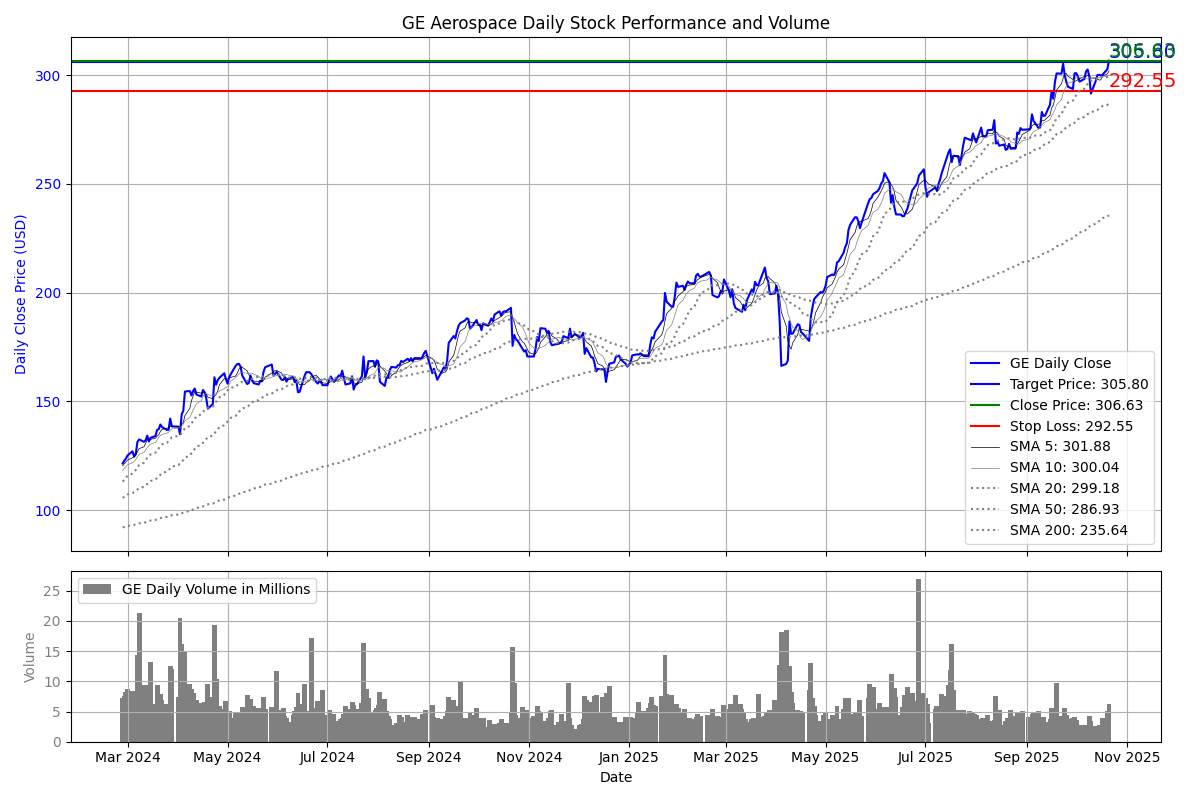 GE Aerospace Daily Stock Performance and Volume
306.63
305.80
292.55
300
250
200
150
100
Daily Close Price (USD)
GE Daily Close
Target Price: 305.80
Close Price: 306.63
Stop Loss: 292.55
SMA 5: 301.88
SMA 10: 300.04
SMA 20: 299.18
SMA 50: 286.93
SMA 200: 235.64
GE Daily Volume in Millions
25
20
15
10
5
0
Volume
Mar 2024 May 2024 Jul 2024 Sep 2024 Nov 2024 Jan 2025 Mar 2025 May 2025 Jul 2025 Sep 2025 Nov 2025
Date